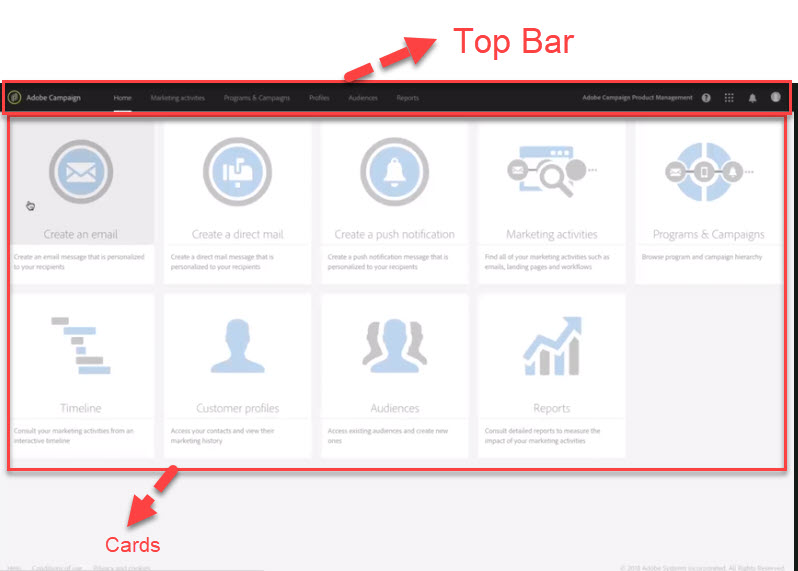 Top Bar
Adobe Campaign Home Marketing activities Programs & Campaigns Profiles Audiences Reports Adobe Campaign Product Management
Create an email Create a direct mail Create a push notification Marketing activities Programs & Campaigns
Create an email message that is personalized Create a direct mail message that is Create a push notification message that is Find all of your marketing activities such as Browse program and campaign hierarchy
to your recipients personalized to your recipients personalized to your recipients emails, landing pages and workflows
Timeline Customer profiles Audiences Reports
Consult your marketing activities from an Access your contacts and view their Access existing audiences and create new Consult detailed reports to measure the
interactive timeline marketing history ones impact of your marketing activities
Cards
Conditions of use Privacy and cookies © 2018 Adobe Systems Incorporated. All Rights Reserved.